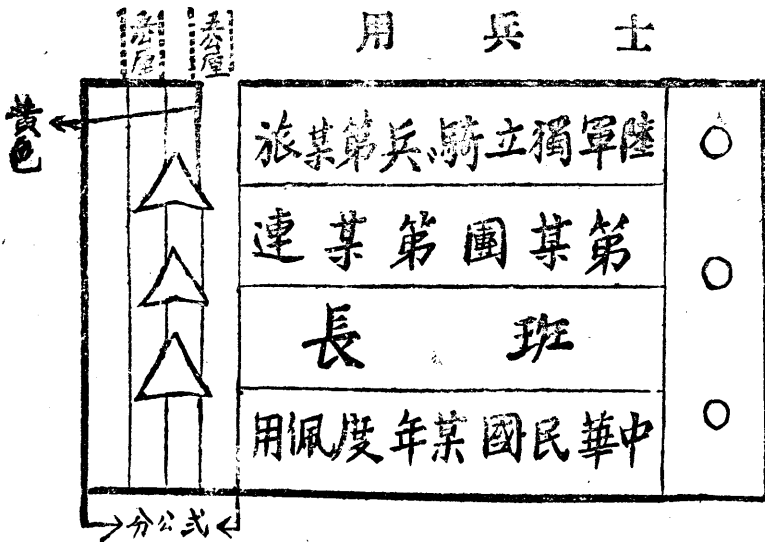 士兵用
黄色
陸軍獨立騎兵第某旅
第某團第某連
班長
中華民國某年度佩用
弍公分